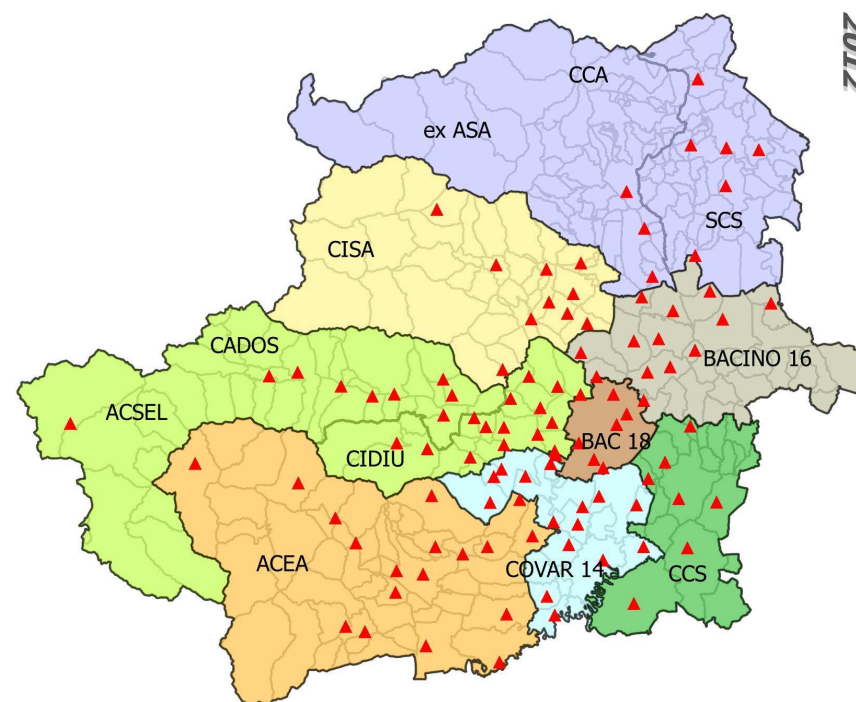 2012
CCA
ex ASA
SCS
CISA
CADOS
BACINO 16
ACSEL
BAC 18
CIDIU
ACEA
COVAR 14
CCS